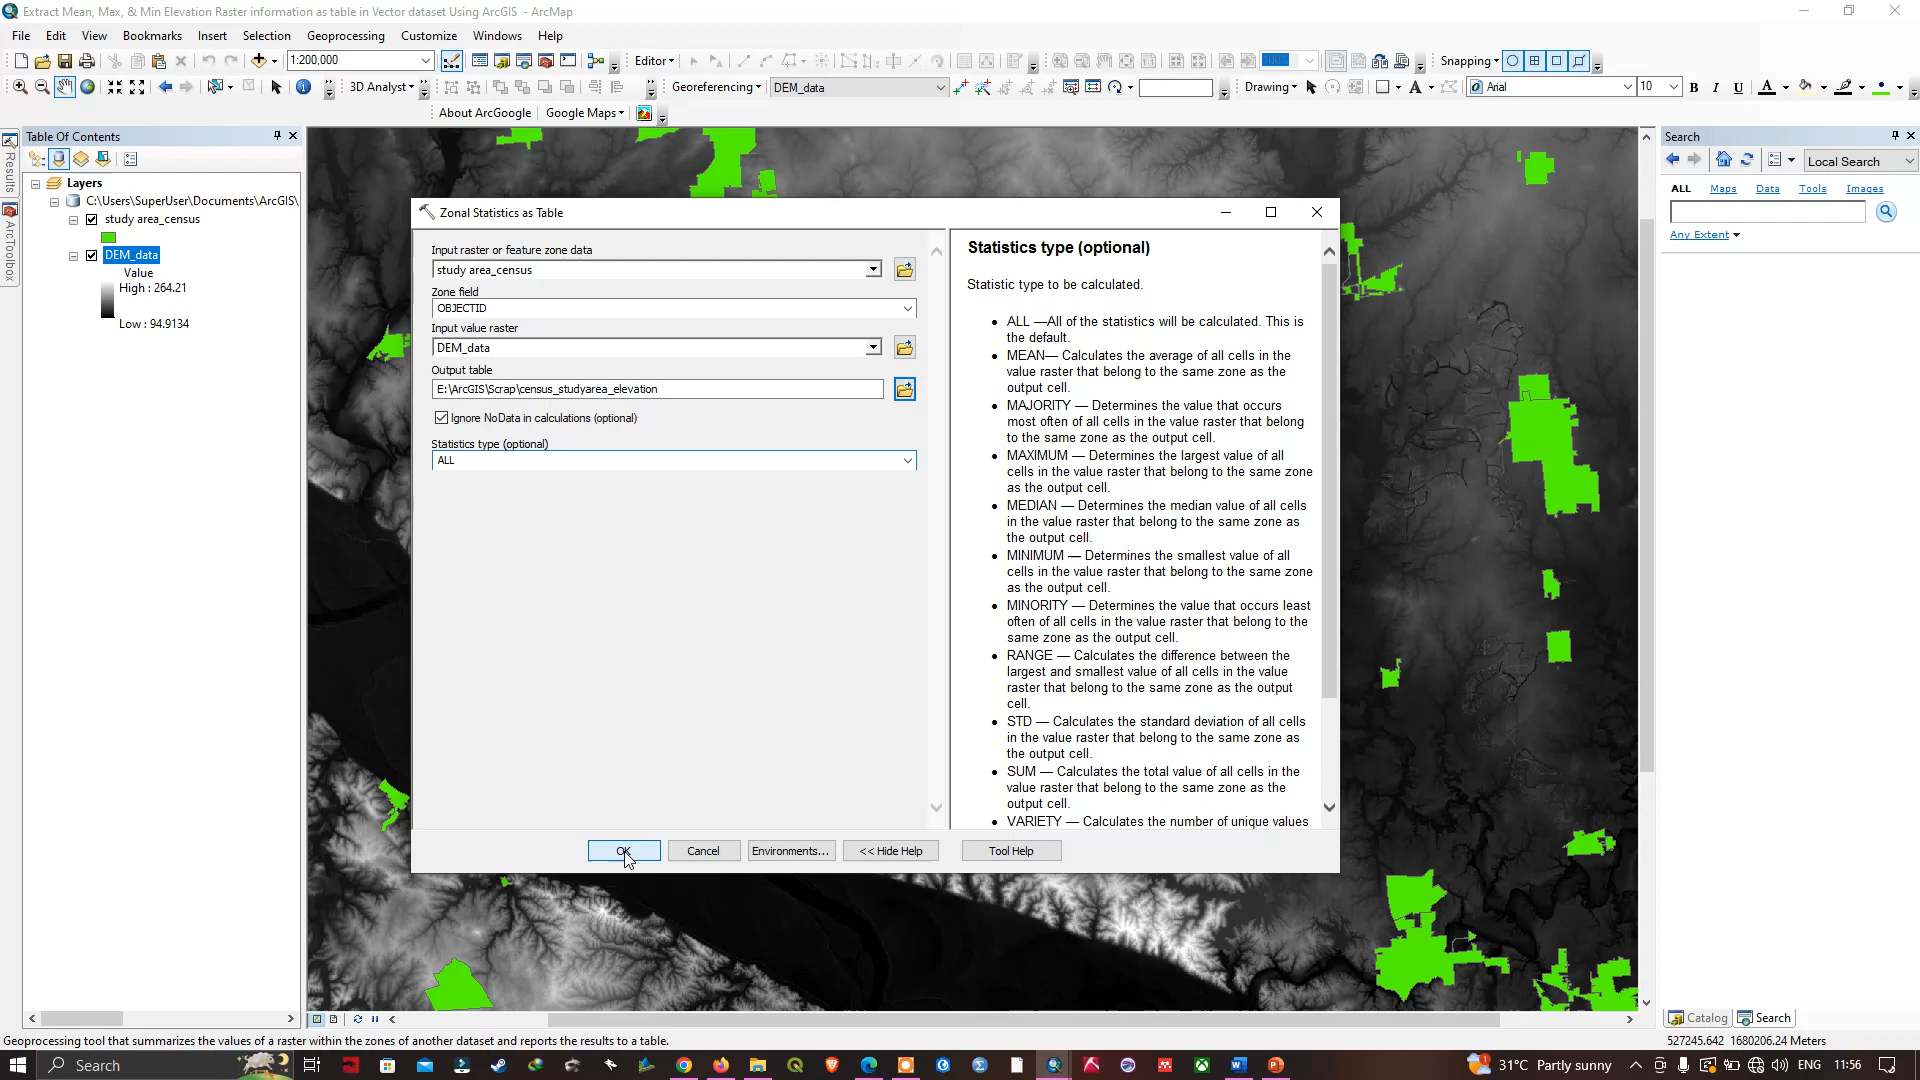 Extract Mean, Max, & Min Elevation Raster information as table in Vector dataset Using ArcGIS - ArcMap
File Edit View Bookmarks Insert Selection Geoprocessing Customize Windows Help
1:200,000 Editor Snapping
3D Analyst Georeferencing DEM_data Drawing Arial 10 B I U A
About ArcGoogle Google Maps
Results
ArcToolbox
Table Of Contents
Layers
C:\Users\SuperUser\Documents\ArcGIS\
study area_census
DEM_data
Value
High : 264.21
Low : 94.9134
Zonal Statistics as Table
Input raster or feature zone data
study area_census
Zone field
OBJECTID
Input value raster
DEM_data
Output table
E:\ArcGIS\Scrap\census_studyarea_elevation
Ignore NoData in calculations (optional)
Statistics type (optional)
ALL
Statistics type (optional)
Statistic type to be calculated.
• ALL —All of the statistics will be calculated. This is
the default.
• MEAN— Calculates the average of all cells in the
value raster that belong to the same zone as the
output cell.
• MAJORITY — Determines the value that occurs
most often of all cells in the value raster that belong
to the same zone as the output cell.
• MAXIMUM — Determines the largest value of all
cells in the value raster that belong to the same zone
as the output cell.
• MEDIAN — Determines the median value of all cells
in the value raster that belong to the same zone as
the output cell.
• MINIMUM — Determines the smallest value of all
cells in the value raster that belong to the same zone
as the output cell.
• MINORITY — Determines the value that occurs least
often of all cells in the value raster that belong to the
same zone as the output cell.
• RANGE — Calculates the difference between the
largest and smallest value of all cells in the value
raster that belong to the same zone as the output
cell.
• STD — Calculates the standard deviation of all cells
in the value raster that belong to the same zone as
the output cell.
• SUM — Calculates the total value of all cells in the
value raster that belong to the same zone as the
output cell.
• VARIETY — Calculates the number of unique values
OK Cancel Environments... << Hide Help Tool Help
Search
Local Search
ALL Maps Data Tools Images
Any Extent
Catalog Search
Geoprocessing tool that summarizes the values of a raster within the zones of another dataset and reports the results to a table.
527245.642 1680206.24 Meters
Search
31°C Partly sunny ENG 11:56